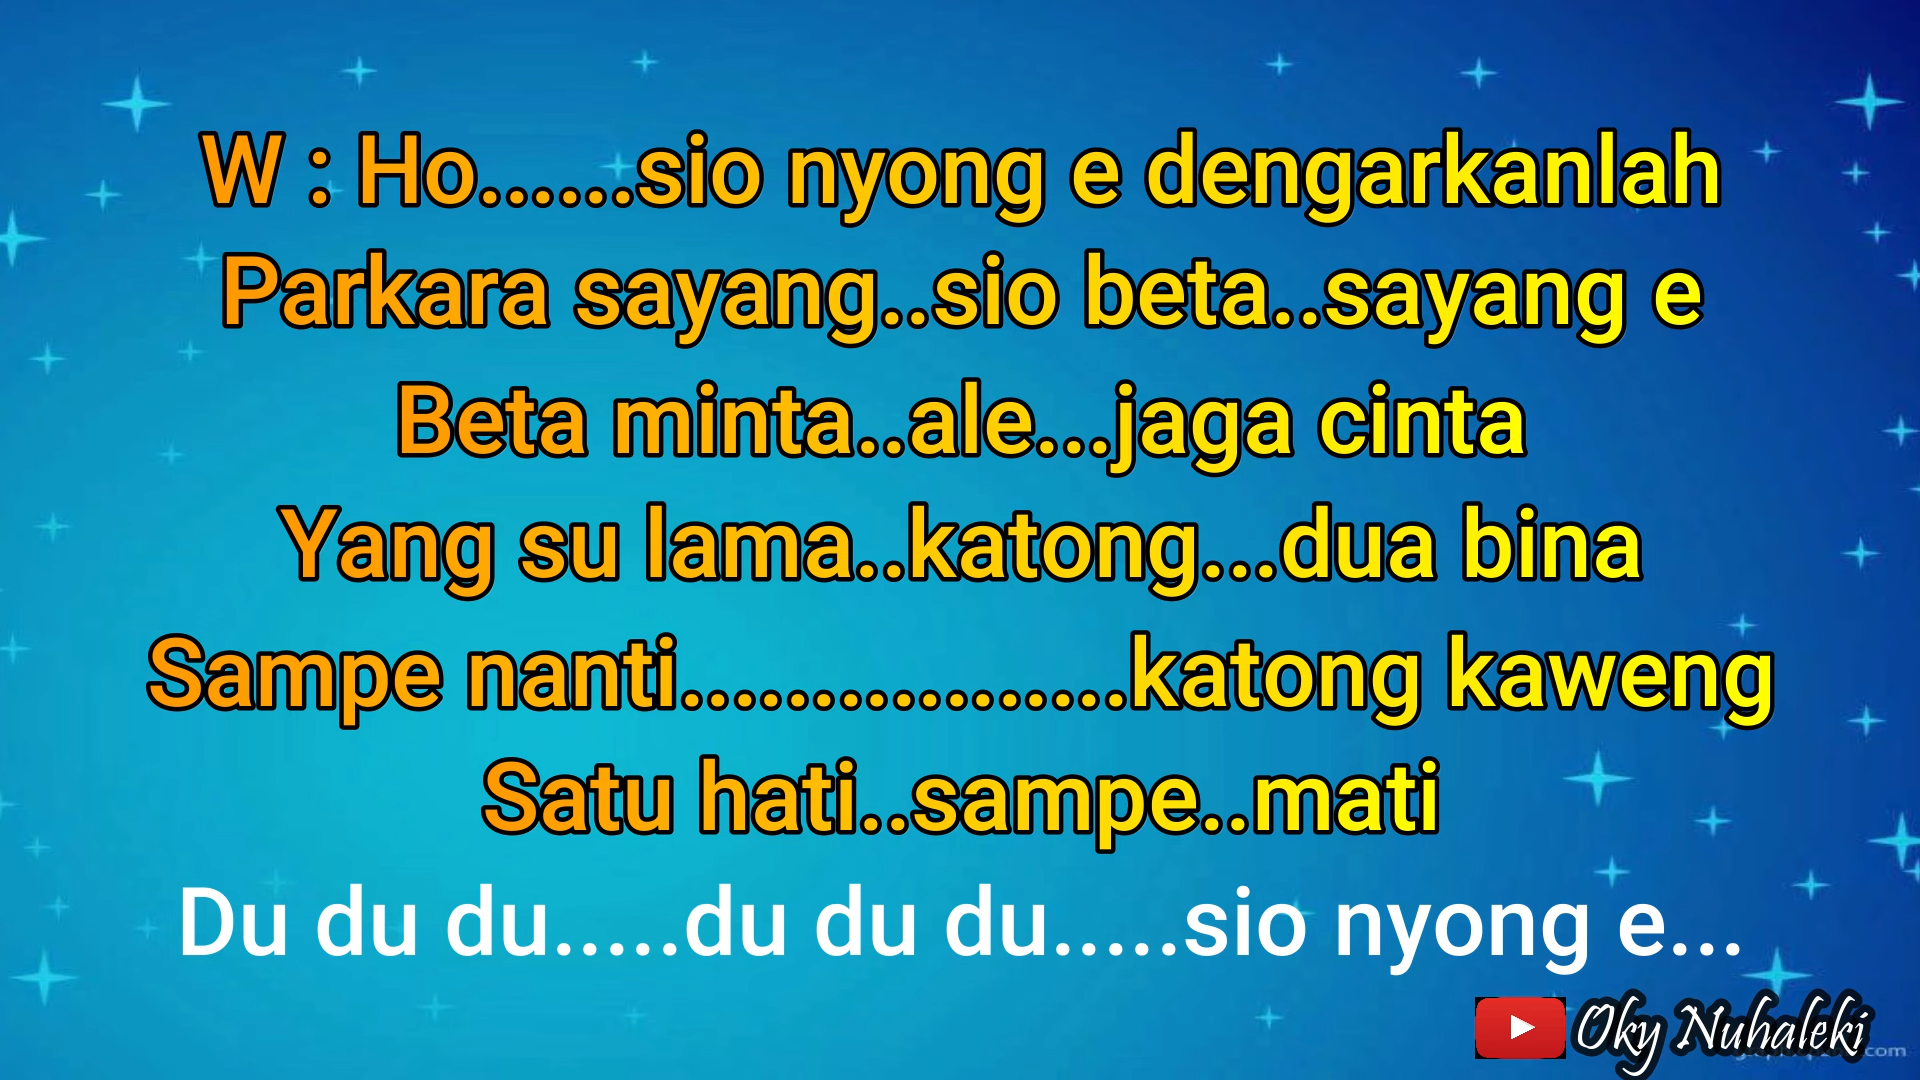 W : Ho......sio nyong e dengarkanlah
Parkara sayang..sio beta..sayang e
Beta minta..ale...jaga cinta
Yang su lama..katong...dua bina
Sampe nanti.................katong kaweng
Satu hati..sampe..mati
Du du du.....du du du.....sio nyong e...
Oky Nuhaleki